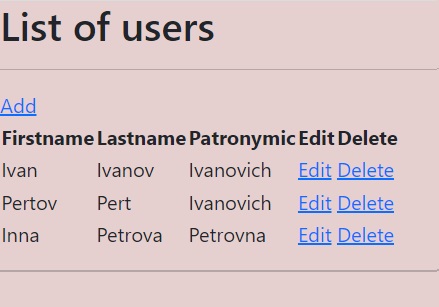 List of users
Add
Firstname Lastname Patronymic Edit Delete
Ivan Ivanov Ivanovich Edit Delete
Pertov Pert Ivanovich Edit Delete
Inna Petrova Petrovna Edit Delete